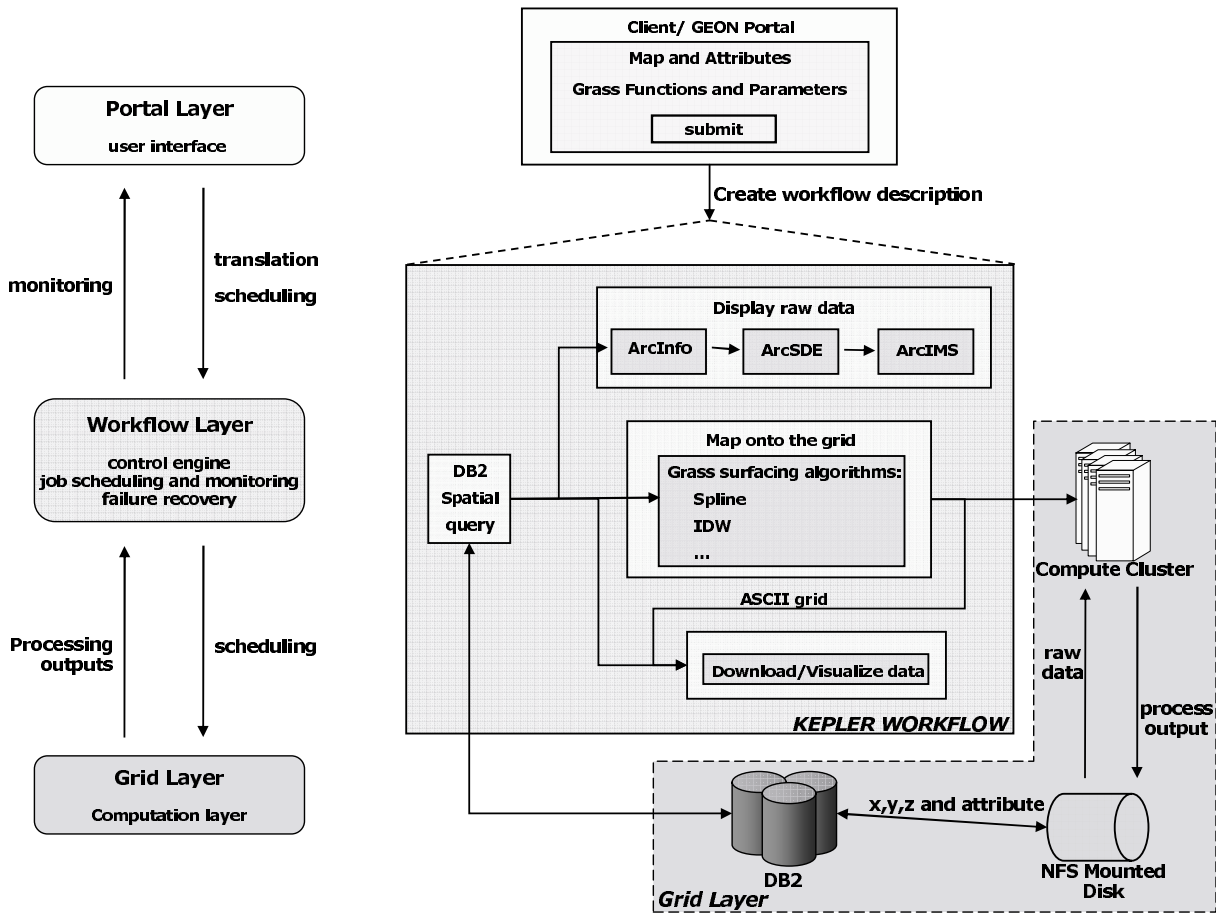 Portal Layer
user interface
monitoring
translation
scheduling
Workflow Layer
control engine
job scheduling and monitoring
failure recovery
Processing
outputs
scheduling
Grid Layer
Computation layer
Client/ GEON Portal
Map and Attributes
Grass Functions and Parameters
submit
Create workflow description
Display raw data
ArcInfo
ArcSDE
ArcIMS
DB2
Spatial
query
Map onto the grid
Grass surfacing algorithms:
Spline
IDW
...
ASCII grid
Download/Visualize data
KEPLER WORKFLOW
Compute Cluster
raw
data
process
output
x,y,z and attribute
DB2
NFS Mounted
Disk
Grid Layer